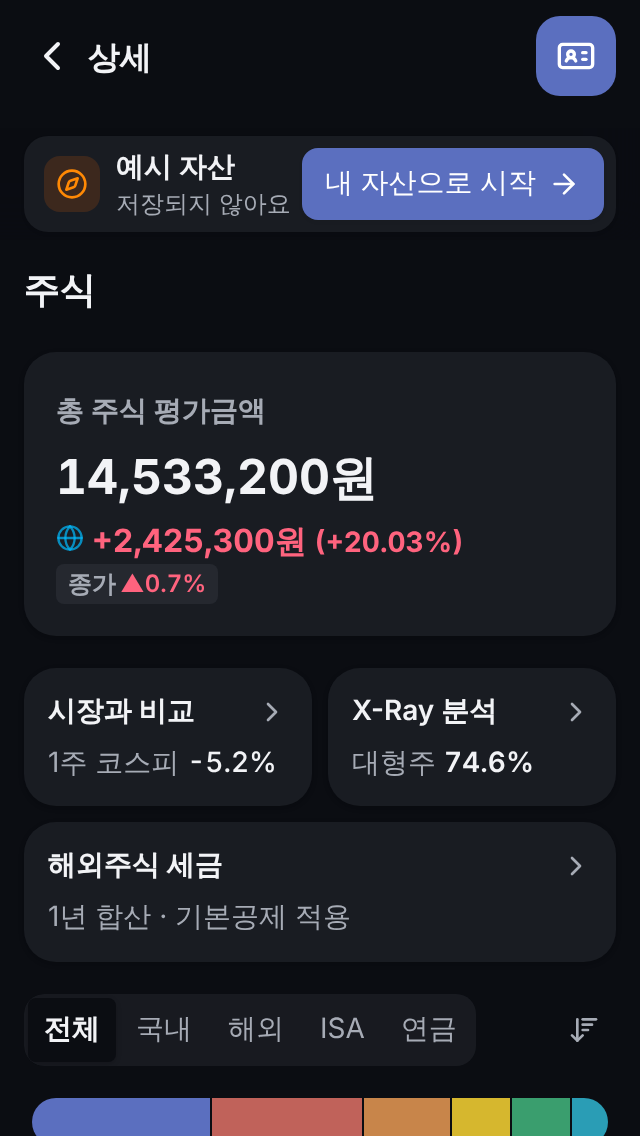 상세
예시 자산
저장되지 않아요
내 자산으로 시작 →
주식
총 주식 평가금액
14,533,200원
+2,425,300원 (+20.03%)
종가 ▲0.7%
시장과 비교
1주 코스피 -5.2%
X-Ray 분석
대형주 74.6%
해외주식 세금
1년 합산 · 기본공제 적용
전체 국내 해외 ISA 연금